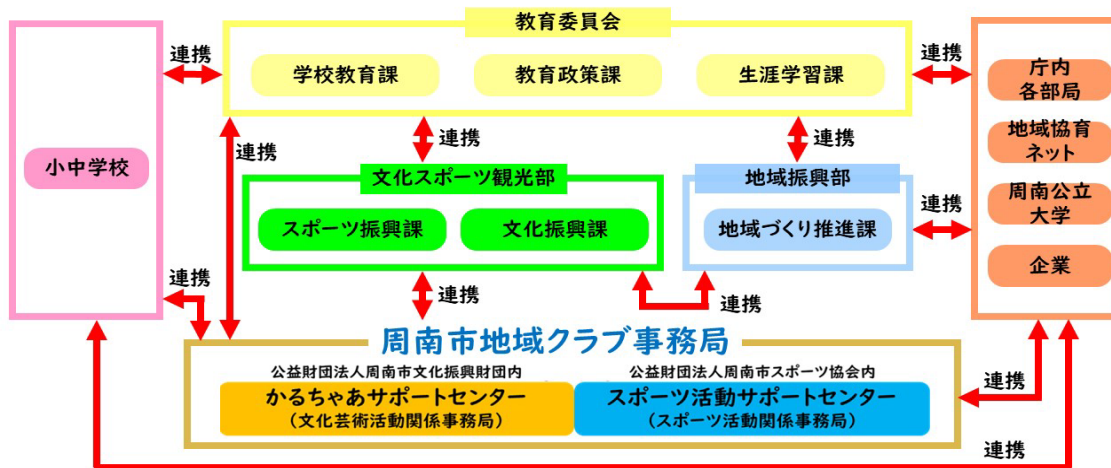 教育委員会
連携
連携
学校教育課
教育政策課
生涯学習課
庁内
各部局
小中学校
連携
連携
連携
地域協育
ネット
文化スポーツ観光部
地域振興部
周南公立
大学
スポーツ振興課
文化振興課
地域づくり推進課
連携
企業
連携
連携
連携
周南市地域クラブ事務局
公益財団法人周南市文化振興財団内
公益財団法人周南市スポーツ協会内
かるちゃあサポートセンター
(文化芸術活動関係事務局)
スポーツ活動サポートセンター
(スポーツ活動関係事務局)
連携
連携